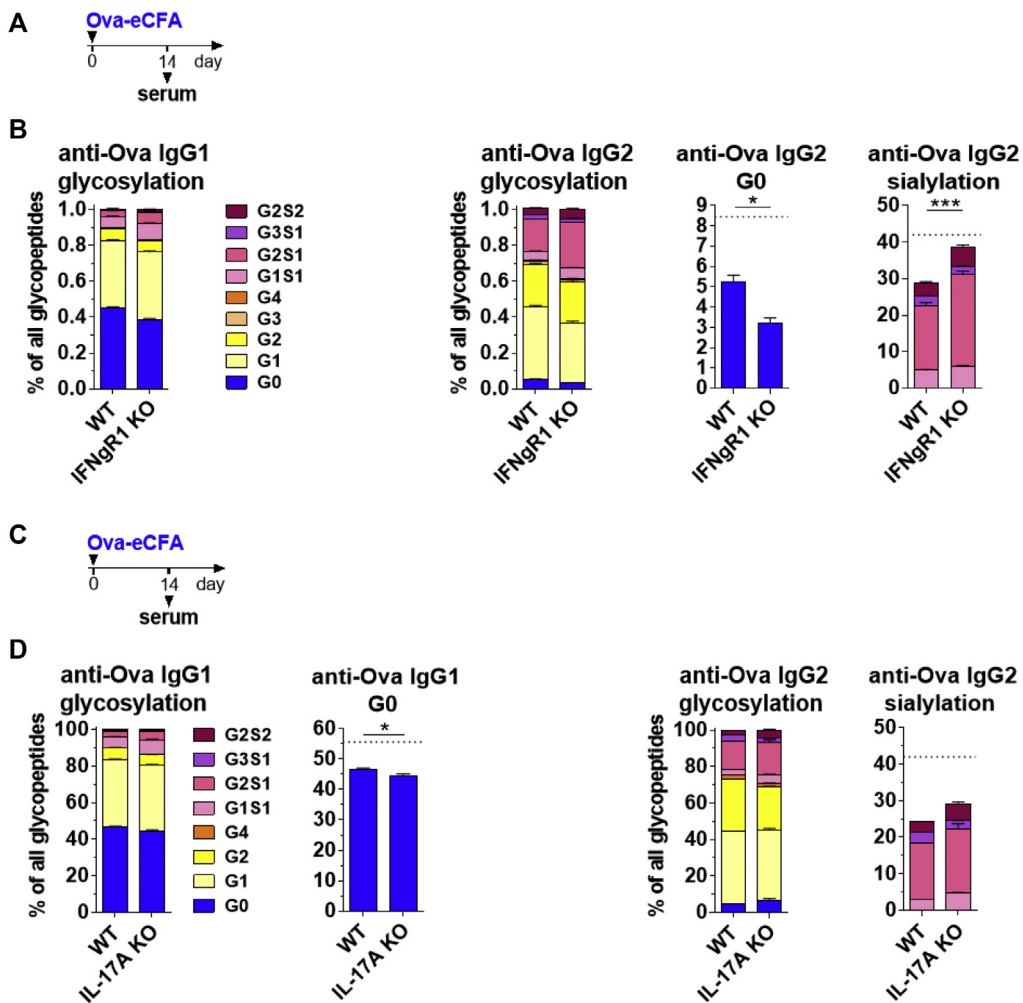 A
Ova-eCFA
0 14 day
serum
B
anti-Ova IgG1
glycosylation
% of all glycopeptides
1.0
0.8
0.6
0.4
0.2
0.0
WT
IFNgR1 KO
G2S2
G3S1
G2S1
G1S1
G4
G3
G2
G1
G0
anti-Ova IgG2
glycosylation
% of all glycopeptides
1.0
0.8
0.6
0.4
0.2
0.0
WT
IFNgR1 KO
anti-Ova IgG2
G0
*
9
8
7
6
5
4
3
2
1
0
WT
IFNgR1 KO
anti-Ova IgG2
sialylation
***
50
40
30
20
10
0
WT
IFNgR1 KO
C
Ova-eCFA
0 14 day
serum
D
anti-Ova IgG1
glycosylation
% of all glycopeptides
100
80
60
40
20
0
WT
IL-17A KO
G2S2
G3S1
G2S1
G1S1
G4
G2
G1
G0
anti-Ova IgG1
G0
*
60
50
40
30
20
10
0
WT
IL-17A KO
anti-Ova IgG2
glycosylation
% of all glycopeptides
100
80
60
40
20
0
WT
IL-17A KO
anti-Ova IgG2
sialylation
50
40
30
20
10
0
WT
IL-17A KO